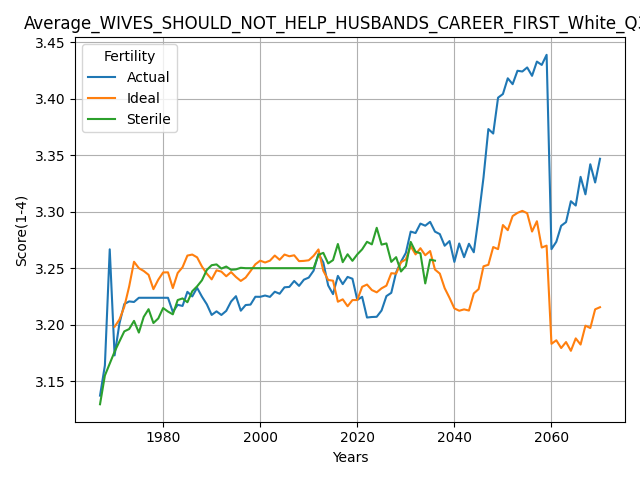 Average_WIVES_SHOULD_NOT_HELP_HUSBANDS_CAREER_FIRST_White_Q
3.45
Fertility
Actual
Ideal
Sterile
3.40
3.35
3.30
3.25
3.20
3.15
Score(1-4)
1980 2000 2020 2040 2060
Years